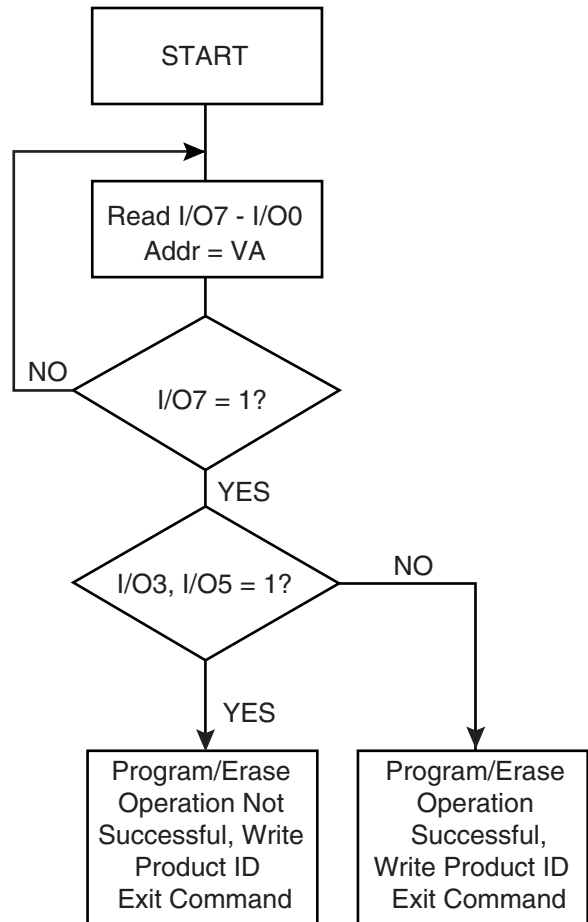 START
Read I/O7 - I/O0
Addr = VA
NO
I/O7 = 1?
YES
I/O3, I/O5 = 1?
NO
YES
Program/Erase
Operation Not
Successful, Write
Product ID
Exit Command
Program/Erase
Operation
Successful,
Write Product ID
Exit Command